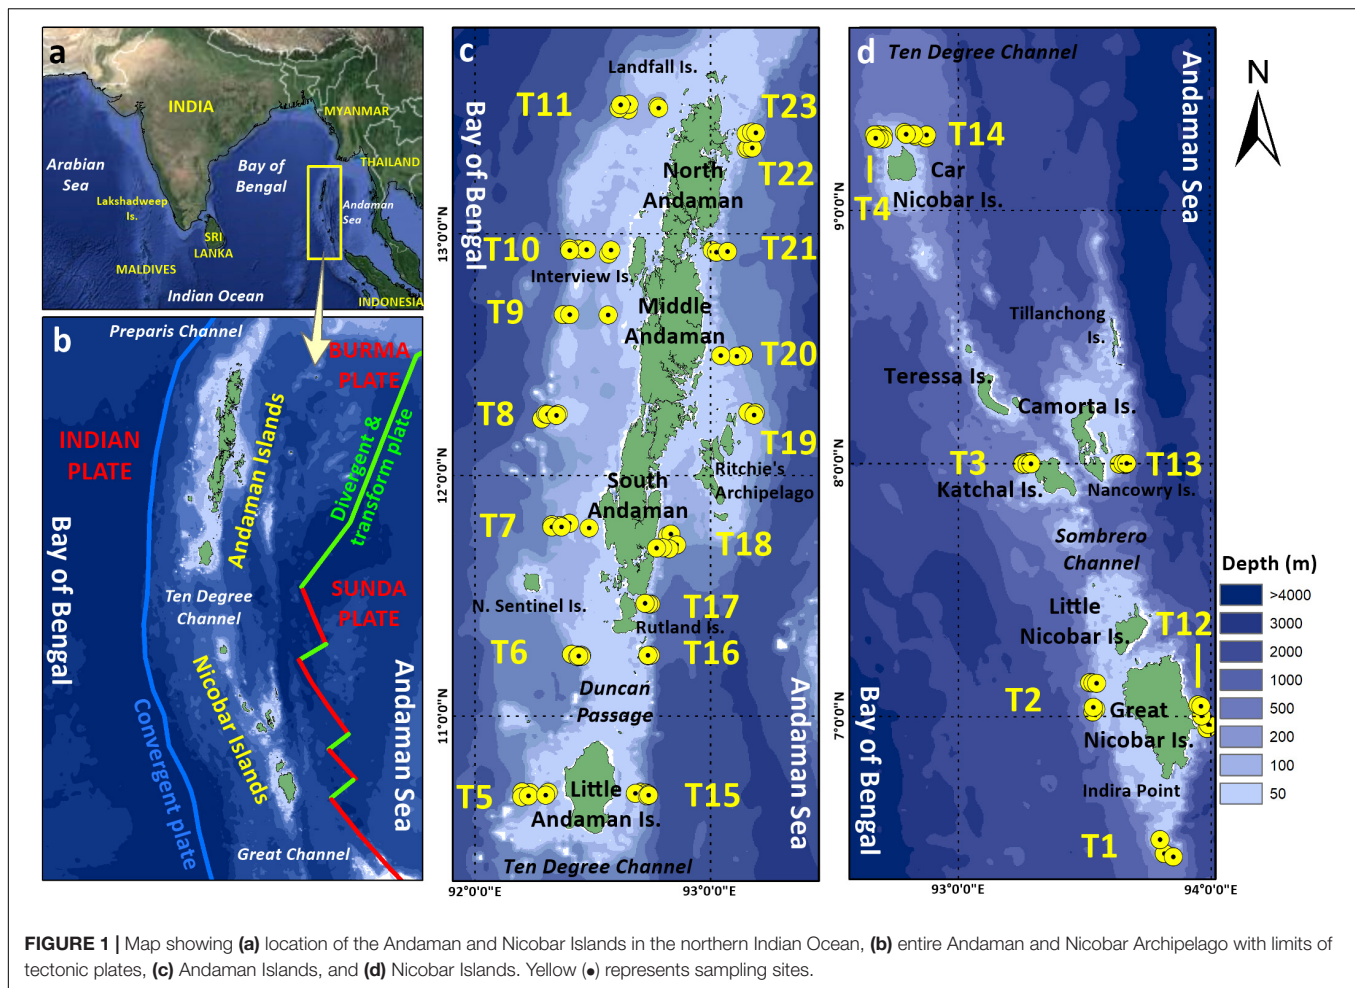 a
INDIA
MYANMAR
THAILAND
Arabian
Sea
Bay of
Bengal
Lakshadweep
Is.
Andaman
Sea
SRI
LANKA
MALDIVES
Indian Ocean
INDONESIA
b
Preparis Channel
BURMA
PLATE
INDIAN
PLATE
Andaman Islands
Divergent &
transform plate
Bay of Bengal
Ten Degree
Channel
SUNDA
PLATE
Nicobar Islands
Andaman Sea
Convergent plate
Great Channel
c
Landfall Is.
Bay of Bengal
T11
T23
T22
North
Andaman
13°0'0"N
T10
T21
Interview Is.
T9
Middle
Andaman
T20
T8
T19
Ritchie's
Archipelago
12°0'0"N
South
Andaman
T7
T18
N. Sentinel Is.
T17
Rutland Is.
T6
T16
Duncan
Passage
11°0'0"N
Andaman Sea
T5
Little
Andaman Is.
T15
Ten Degree Channel
92°0'0"E
93°0'0"E
d
Ten Degree Channel
Andaman Sea
T14
Car
Nicobar Is.
T4
9°0'0"N
Tillanchong
Is.
Teressa Is.
Camorta Is.
T3
T13
Katchal Is.
Nancowry Is.
8°0'0"N
Sombrero
Channel
Little
Nicobar Is.
T12
T2
Great
Nicobar Is.
7°0'0"N
Bay of Bengal
Indira Point
T1
93°0'0"E
94°0'0"E
N
Depth (m)
>4000
3000
2000
1000
500
200
100
50
FIGURE 1 | Map showing (a) location of the Andaman and Nicobar Islands in the northern Indian Ocean, (b) entire Andaman and Nicobar Archipelago with limits of
tectonic plates, (c) Andaman Islands, and (d) Nicobar Islands. Yellow (●) represents sampling sites.